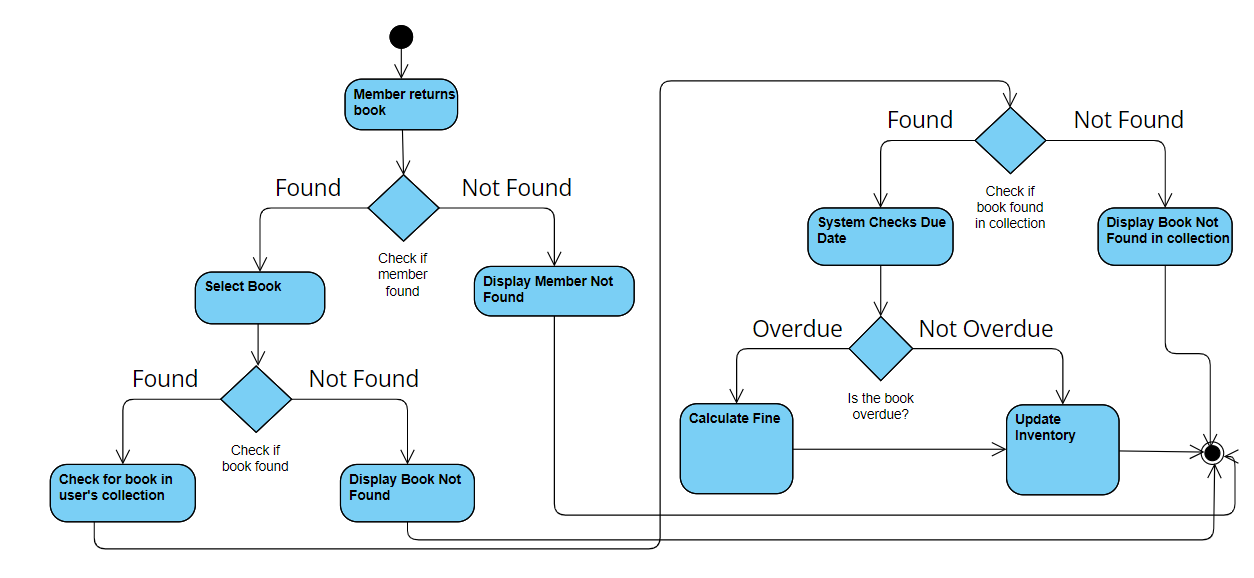 Member returns
book
Found
Not Found
Check if
member
found
Select Book
Display Member Not
Found
Found
Not Found
Check if
book found
Check for book in
user's collection
Display Book Not
Found
Found
Not Found
Check if
book found
in collection
System Checks Due
Date
Display Book Not
Found in collection
Overdue
Not Overdue
Is the book
overdue?
Calculate Fine
Update
Inventory